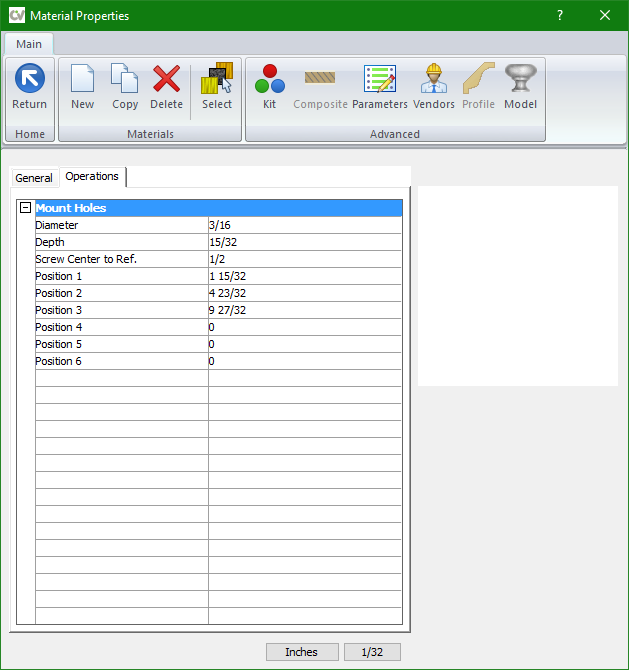 CV Material Properties ?
Main
Return New Copy Delete Select Kit Composite Parameters Vendors Profile Model
Home Materials Advanced
General Operations
Mount Holes
Diameter 3/16
Depth 15/32
Screw Center to Ref. 1/2
Position 1 1 15/32
Position 2 4 23/32
Position 3 9 27/32
Position 4 0
Position 5 0
Position 6 0
Inches 1/32